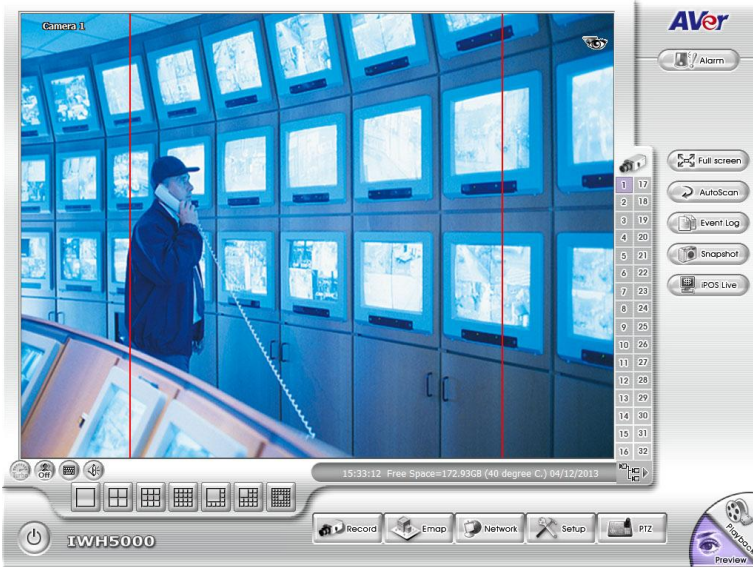 Camera 1
AVer
Alarm
Full screen
AutoScan
Event Log
Snapshot
iPOS Live
1 17
2 18
3 19
4 20
5 21
6 22
7 23
8 24
9 25
10 26
11 27
12 28
13 29
14 30
15 31
16 32
Off
15:33:12 Free Space=172.93GB (40 degree C.) 04/12/2013
IWH5000
Record
Emap
Network
Setup
PTZ
Playback
Preview